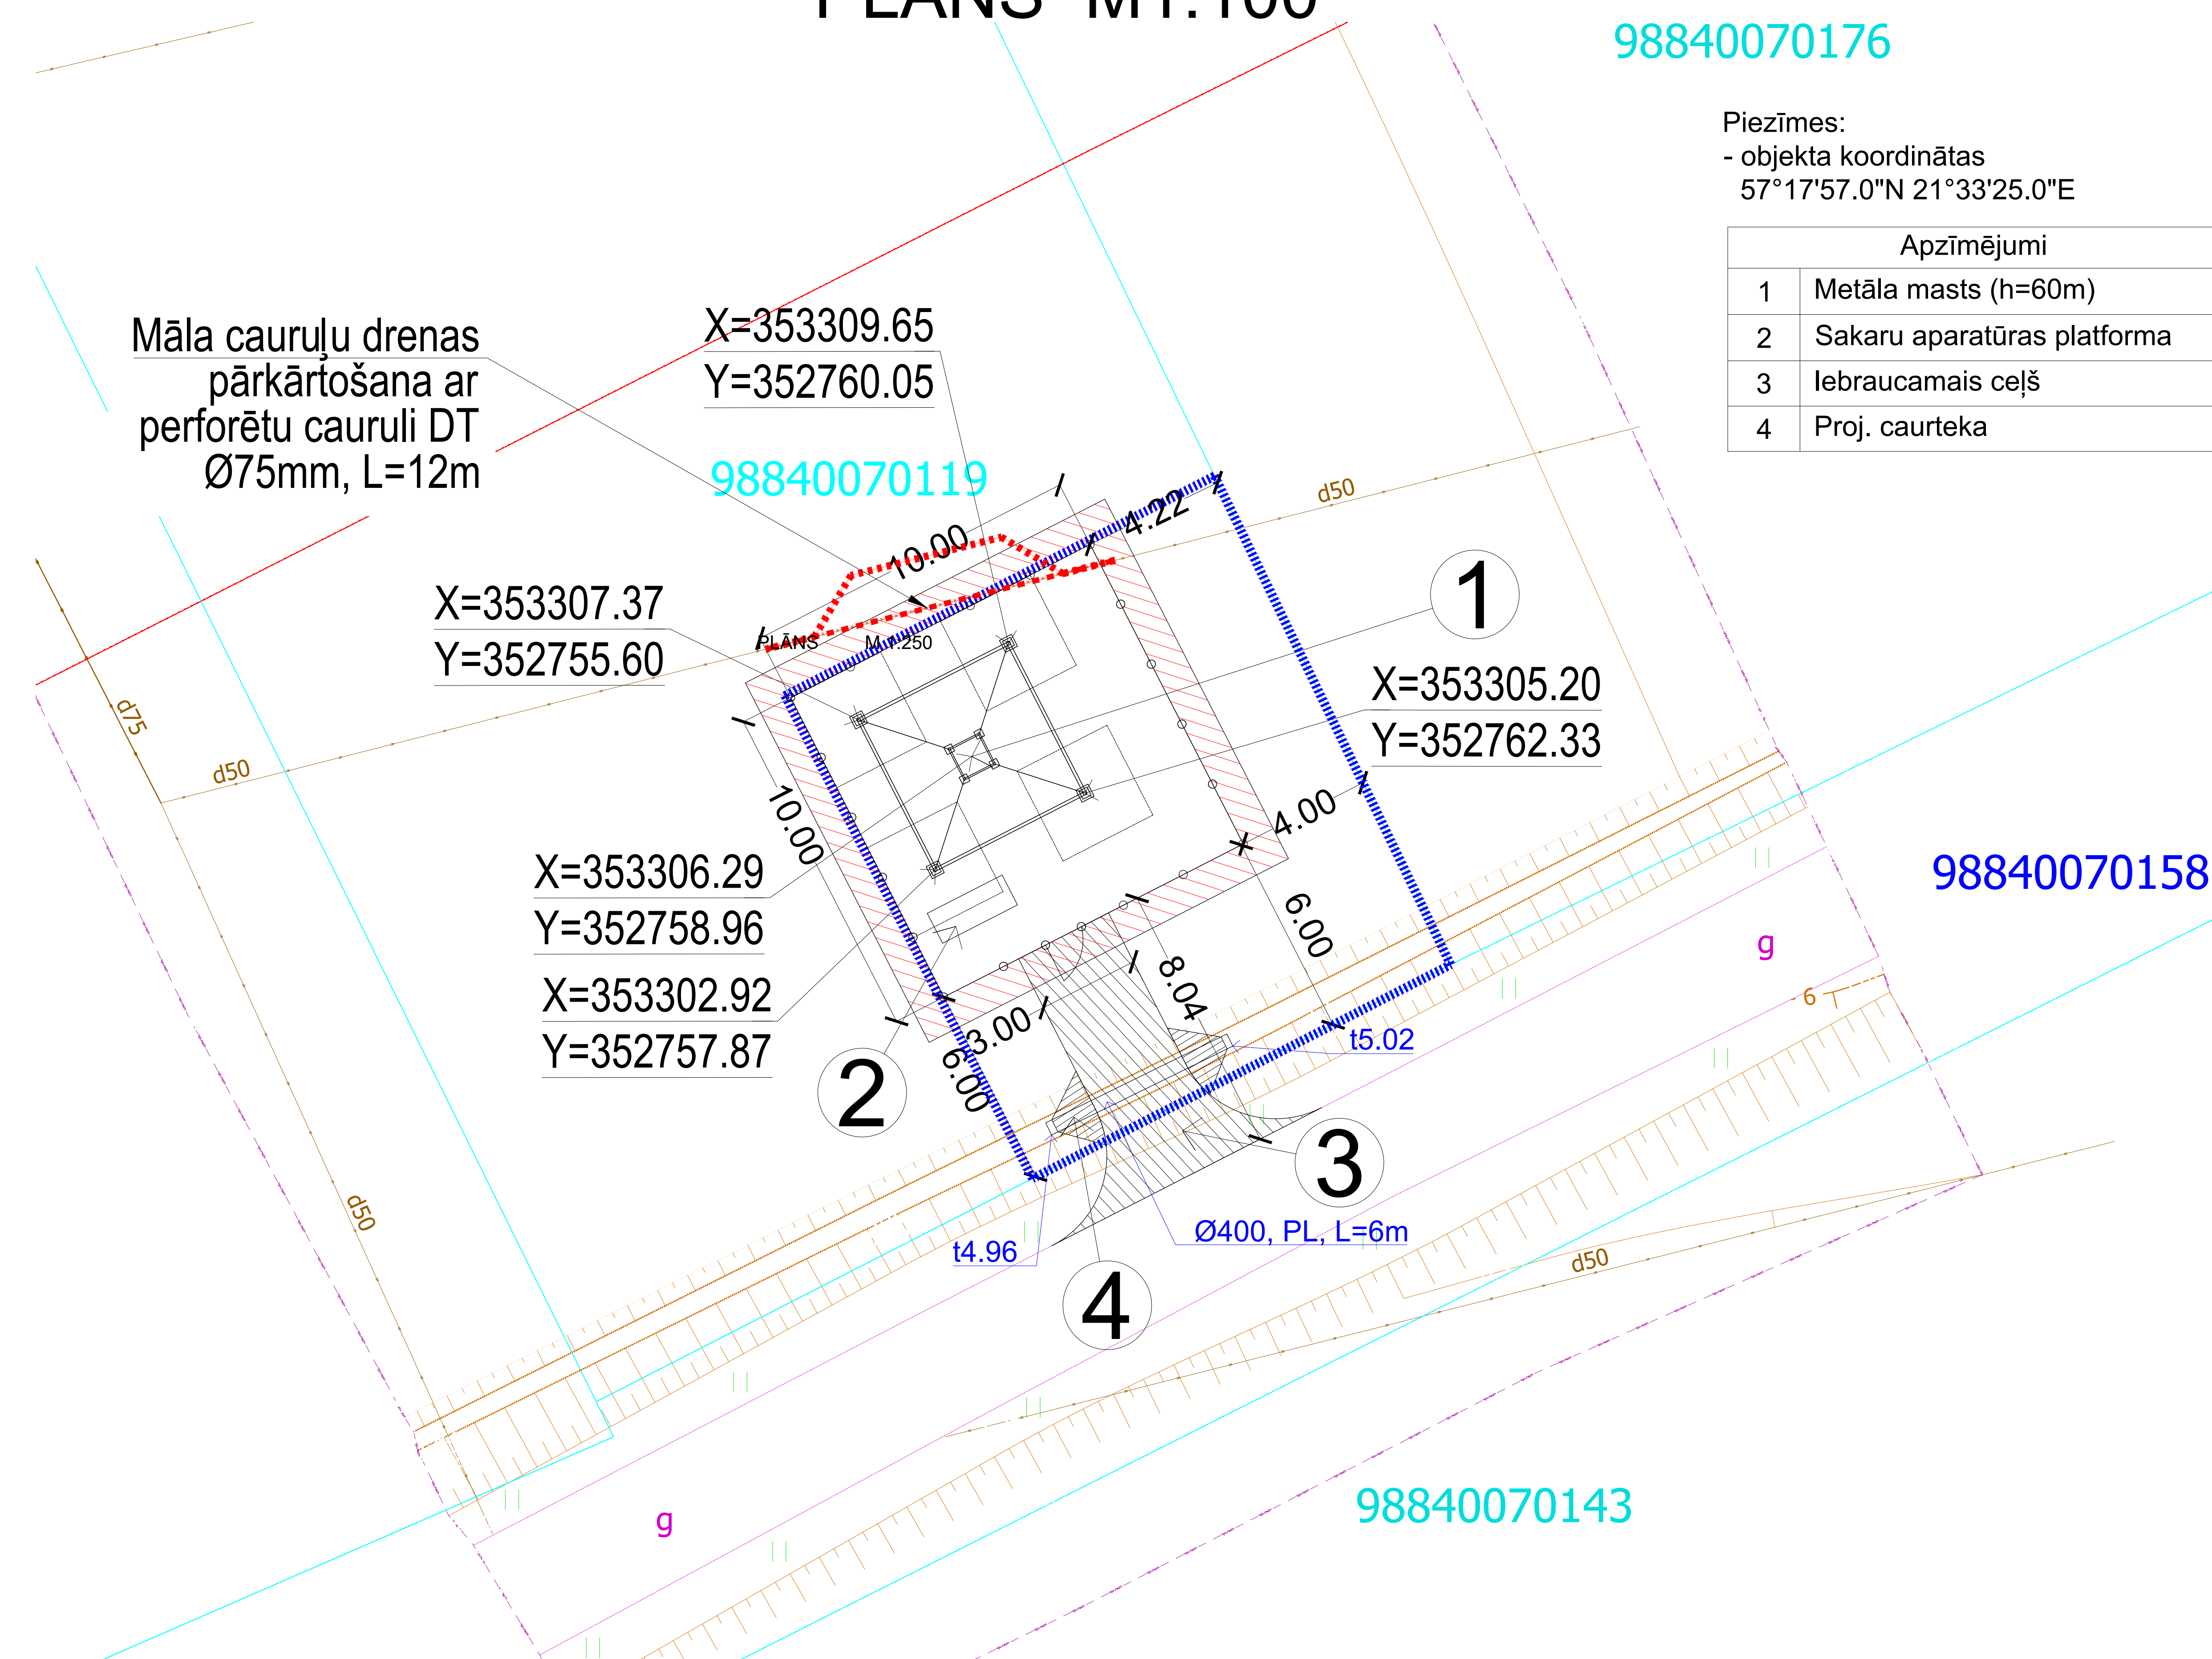 PLĀNS M1:100
98840070176
Piezīmes:
- objekta koordinātas
57°17'57.0"N 21°33'25.0"E
Apzīmējumi
1 Metāla masts (h=60m)
2 Sakaru aparatūras platforma
3 Iebraucamais ceļš
4 Proj. caurteka
Māla cauruļu drenas
pārkārtošana ar
perforētu cauruli DT
Ø75mm, L=12m
X=353309.65
Y=352760.05
98840070119
d50
4.22
10.00
1
X=353307.37
Y=352755.60
PLĀNS M 1:250
X=353305.20
Y=352762.33
d75
d50
10.00
4.00
X=353306.29
Y=352758.96
98840070158
6.00
g
X=353302.92
Y=352757.87
8.04
6
3.00
t5.02
2
6.00
3
d50
Ø400, PL, L=6m
t4.96
d50
4
98840070143
g